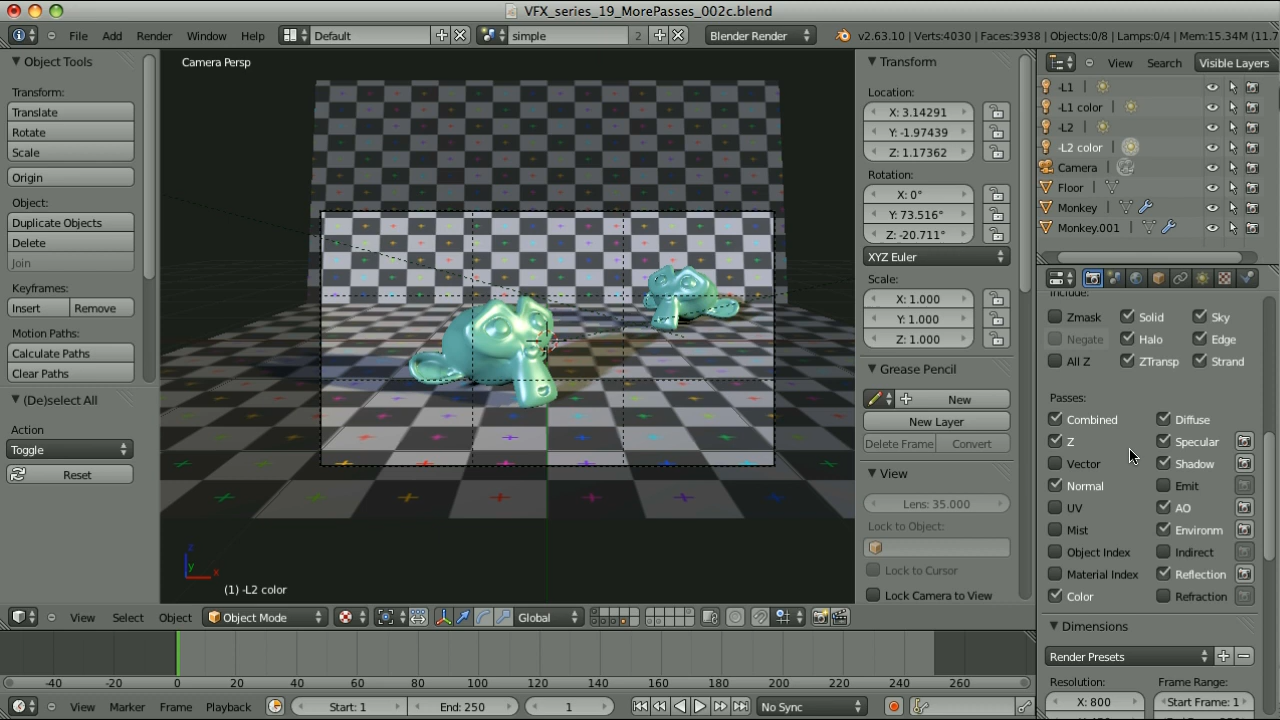 VFX_series_19_MorePasses_002c.blend
File Add Render Window Help Default simple 2 Blender Render v2.63.10 | Verts:4030 | Faces:3938 | Objects:0/8 | Lamps:0/4 | Mem:15.34M (11.7
Object Tools
Transform:
Translate
Rotate
Scale
Origin
Object:
Duplicate Objects
Delete
Join
Keyframes:
Insert Remove
Motion Paths:
Calculate Paths
Clear Paths
(De)select All
Action
Toggle
Reset
Camera Persp
z
y
x
(1) -L2 color
Transform
Location:
X: 3.14291
Y: -1.97439
Z: 1.17362
Rotation:
X: 0°
Y: 73.516°
Z: -20.711°
XYZ Euler
Scale:
X: 1.000
Y: 1.000
Z: 1.000
Grease Pencil
New
New Layer
Delete Frame Convert
View
Lens: 35.000
Lock to Object:
Lock to Cursor
Lock Camera to View
View Search Visible Layers
-L1
-L1 color
-L2
-L2 color
Camera
Floor
Monkey
Monkey.001
Include:
Zmask Solid Sky
Negate Halo Edge
All Z ZTransp Strand
Passes:
Combined Diffuse
Z Specular
Vector Shadow
Normal Emit
UV AO
Mist Environm
Object Index Indirect
Material Index Reflection
Color Refraction
Dimensions
Render Presets
Resolution: Frame Range:
X: 800 Start Frame: 1
View Select Object Object Mode Global
-40 -20 0 20 40 60 80 100 120 140 160 180 200 220 240 260
View Marker Frame Playback Start: 1 End: 250 1 No Sync